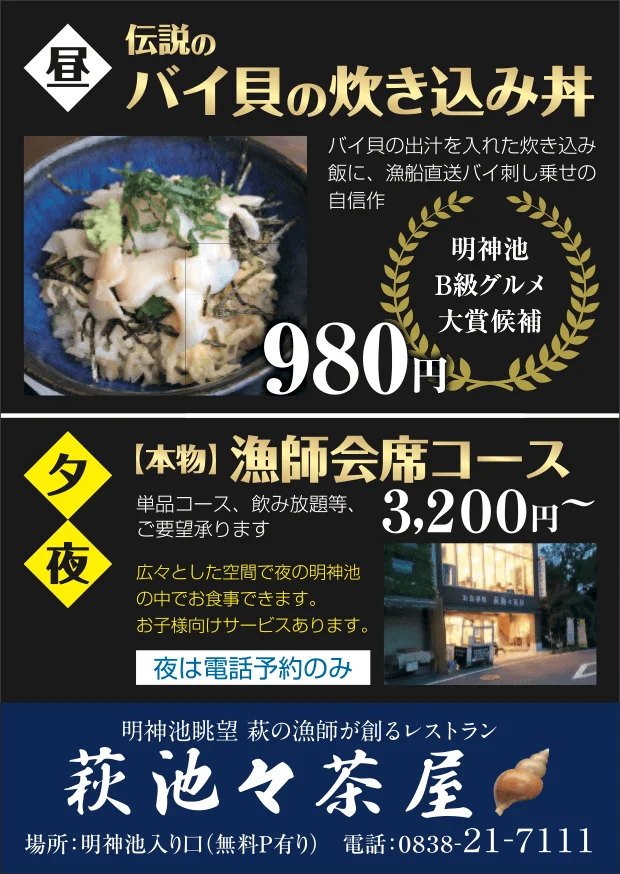 昼
伝説の
バイ貝の炊き込み丼
バイ貝の出汁を入れた炊き込み
飯に、漁船直送バイ刺し乗せの
自信作
明神池
B級グルメ
大賞候補
980円
夕
夜
【本物】漁師会席コース
単品コース、飲み放題等、
ご要望承ります
3,200円～
広々とした空間で夜の明神池
の中でお食事できます。
お子様向けサービスあります。
夜は電話予約のみ
明神池眺望 萩の漁師が創るレストラン
萩池々茶屋
場所：明神池入り口（無料P有り） 電話：0838-21-7111